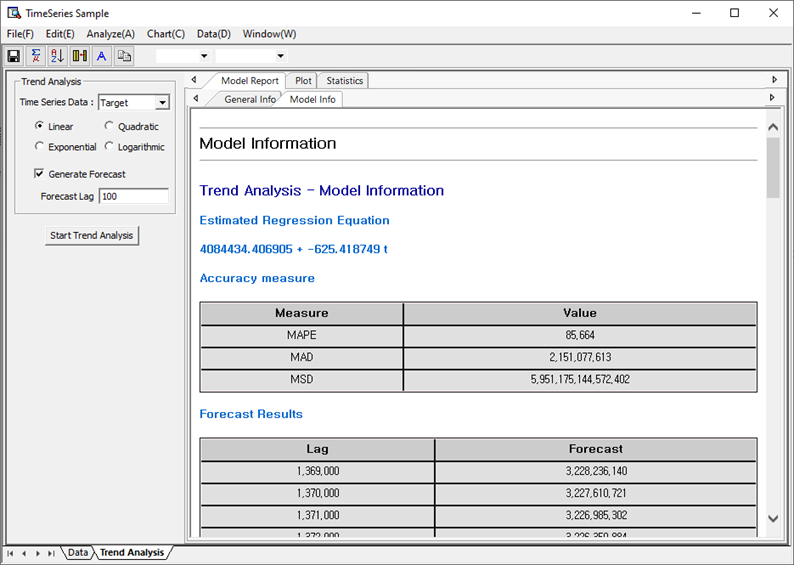 TimeSeries Sample
File(F) Edit(E) Analyze(A) Chart(C) Data(D) Window(W)
Trend Analysis
Time Series Data : Target
Linear Quadratic
Exponential Logarithmic
Generate Forecast
Forecast Lag 100
Start Trend Analysis
Model Report Plot Statistics
General Info Model Info
Model Information
Trend Analysis - Model Information
Estimated Regression Equation
4084434.406905 + -625.418749 t
Accuracy measure
Measure Value
MAPE 85,664
MAD 2,151,077,613
MSD 5,951,175,144,572,402
Forecast Results
Lag Forecast
1,369,000 3,228,236,140
1,370,000 3,227,610,721
1,371,000 3,226,985,302
1,372,000 3,226,359,884
Data Trend Analysis